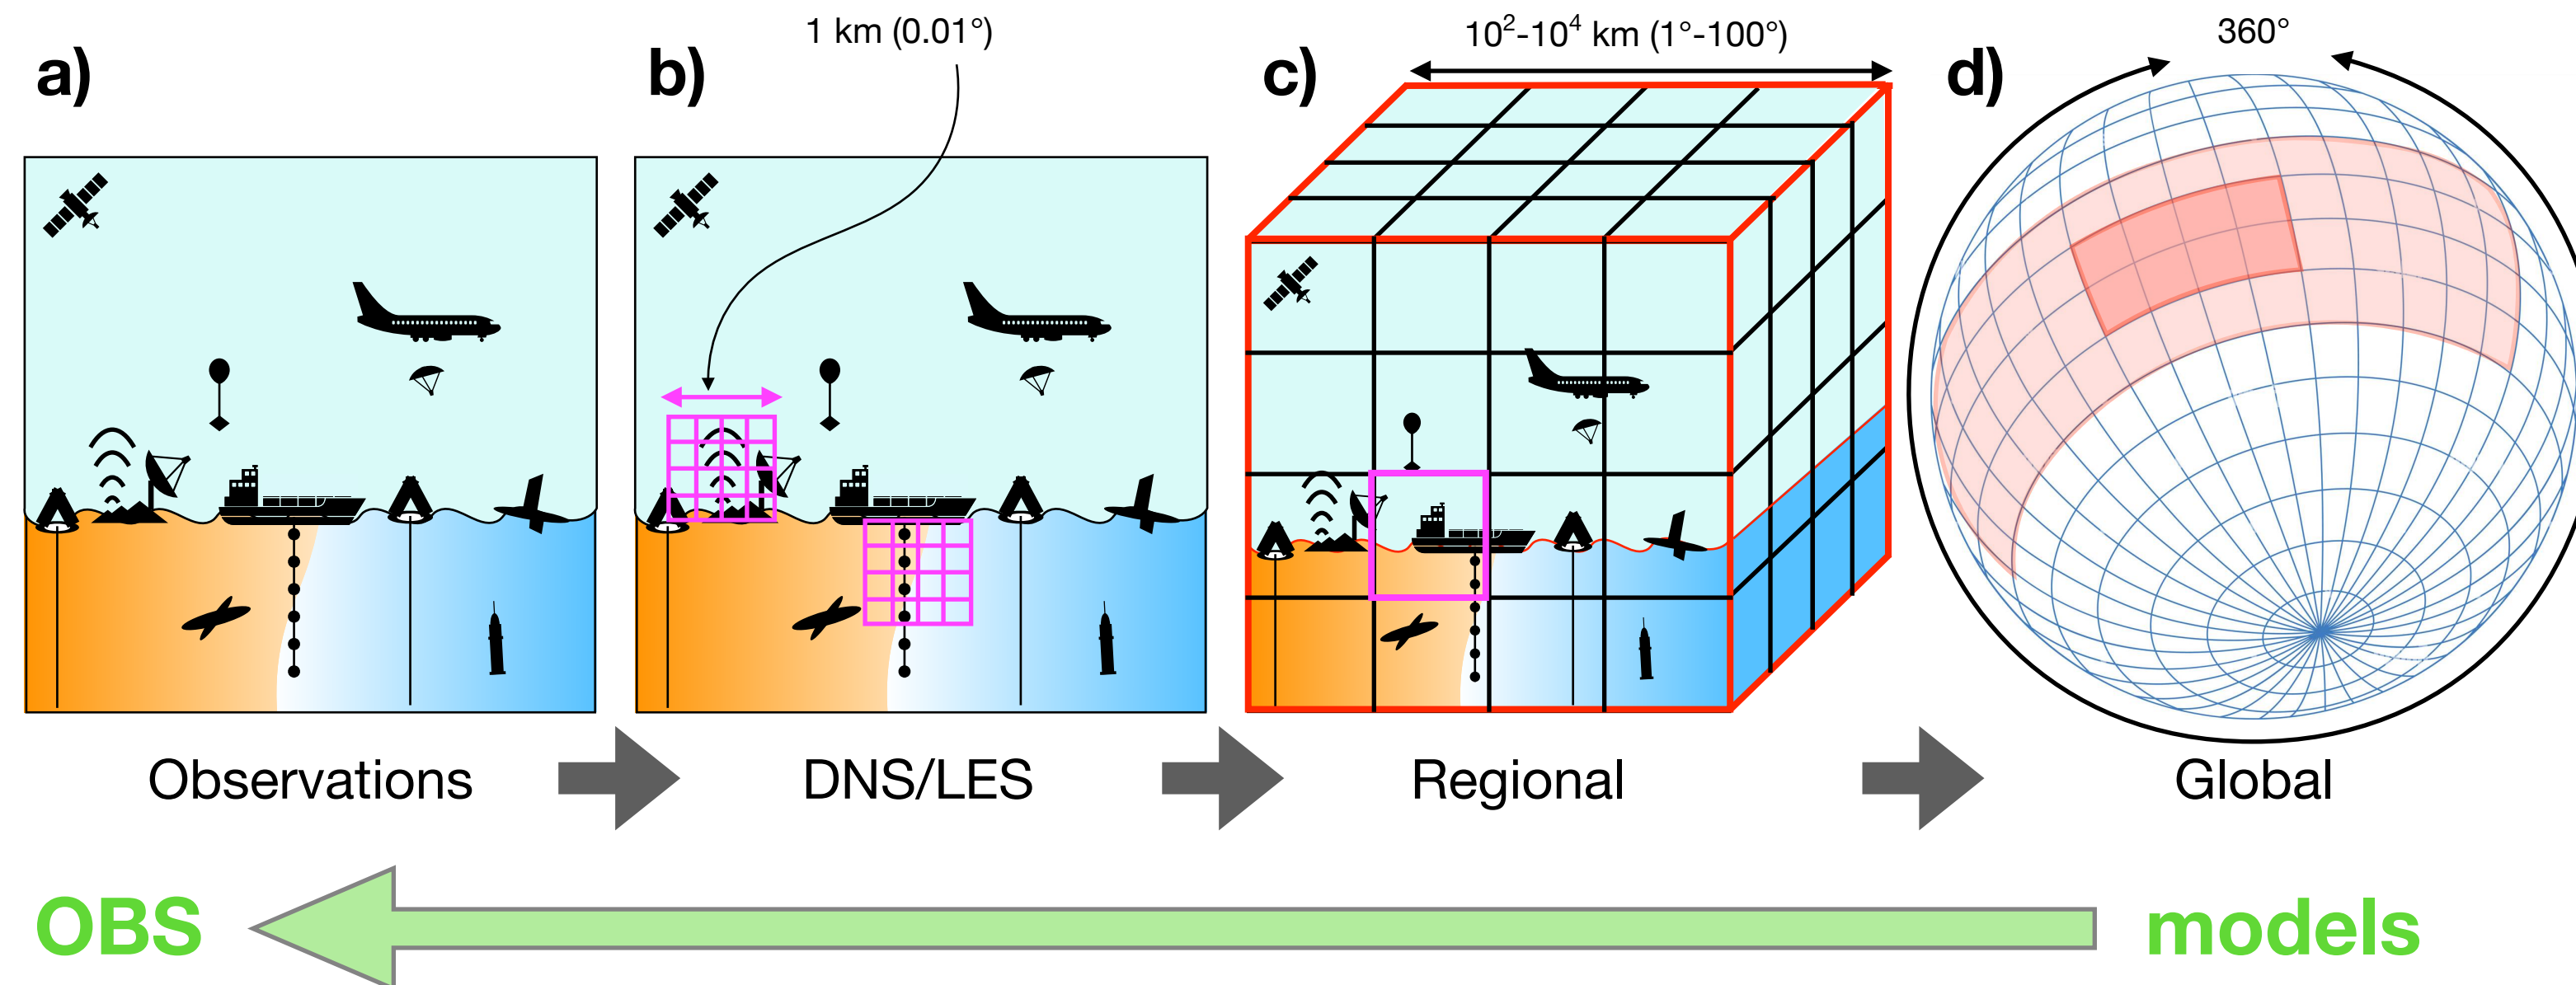 a)
b)
1 km (0.01°)
c)
10²-10⁴ km (1°-100°)
d)
360°
Observations
DNS/LES
Regional
Global
OBS
models